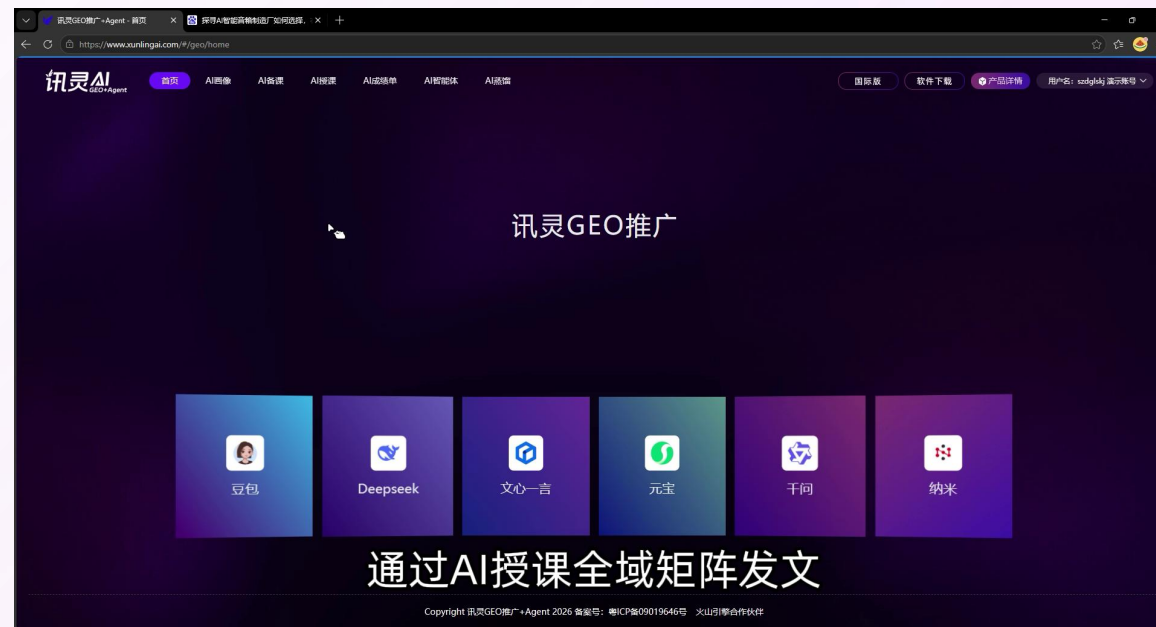 讯灵GEO推广+Agent - 首页
探寻AI智能音箱制造厂如何选择,
https://www.xunlingai.com/#/geo/home
讯灵AI
GEO+Agent
首页 AI画像 AI备课 AI授课 AI成绩单 AI智能体 AI蒸馏 国际版 软件下载 产品详情 用户名: szdglskj 演示账号
讯灵GEO推广
豆包 Deepseek 文心一言 元宝 千问 纳米
通过AI授课全域矩阵发文
Copyright 讯灵GEO推广+Agent 2026 备案号: 粤ICP备09019646号 火山引擎合作伙伴